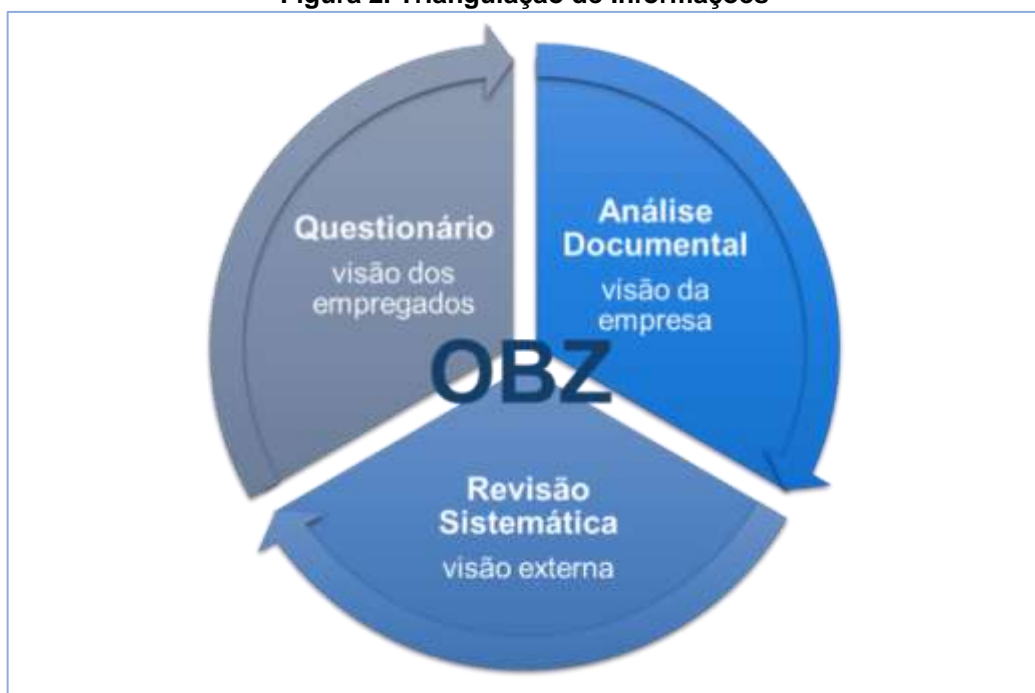 Figura 2: Triangulação de Informações
Questionário
visão dos
empregados
Análise
Documental
visão da
empresa
OBZ
Revisão
Sistemática
visão externa